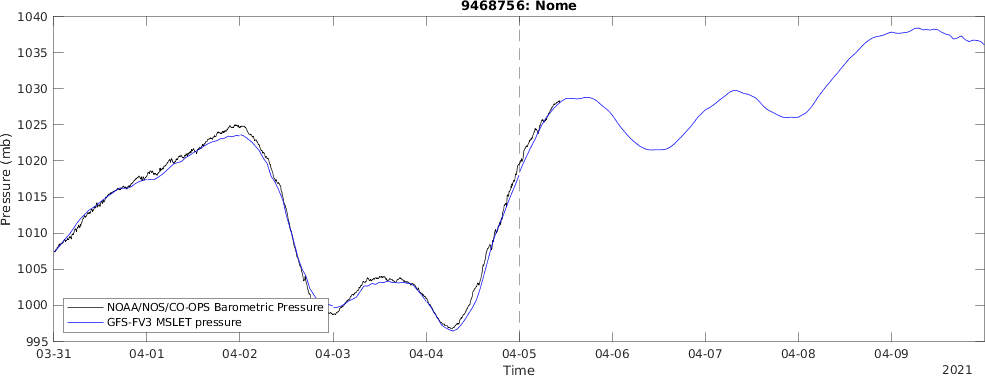 9468756: Nome
1040
1035
1030
1025
1020
1015
1010
1005
1000
995
Pressure (mb)
NOAA/NOS/CO-OPS Barometric Pressure
GFS-FV3 MSLET pressure
03-31 04-01 04-02 04-03 04-04 04-05 04-06 04-07 04-08 04-09
Time
2021